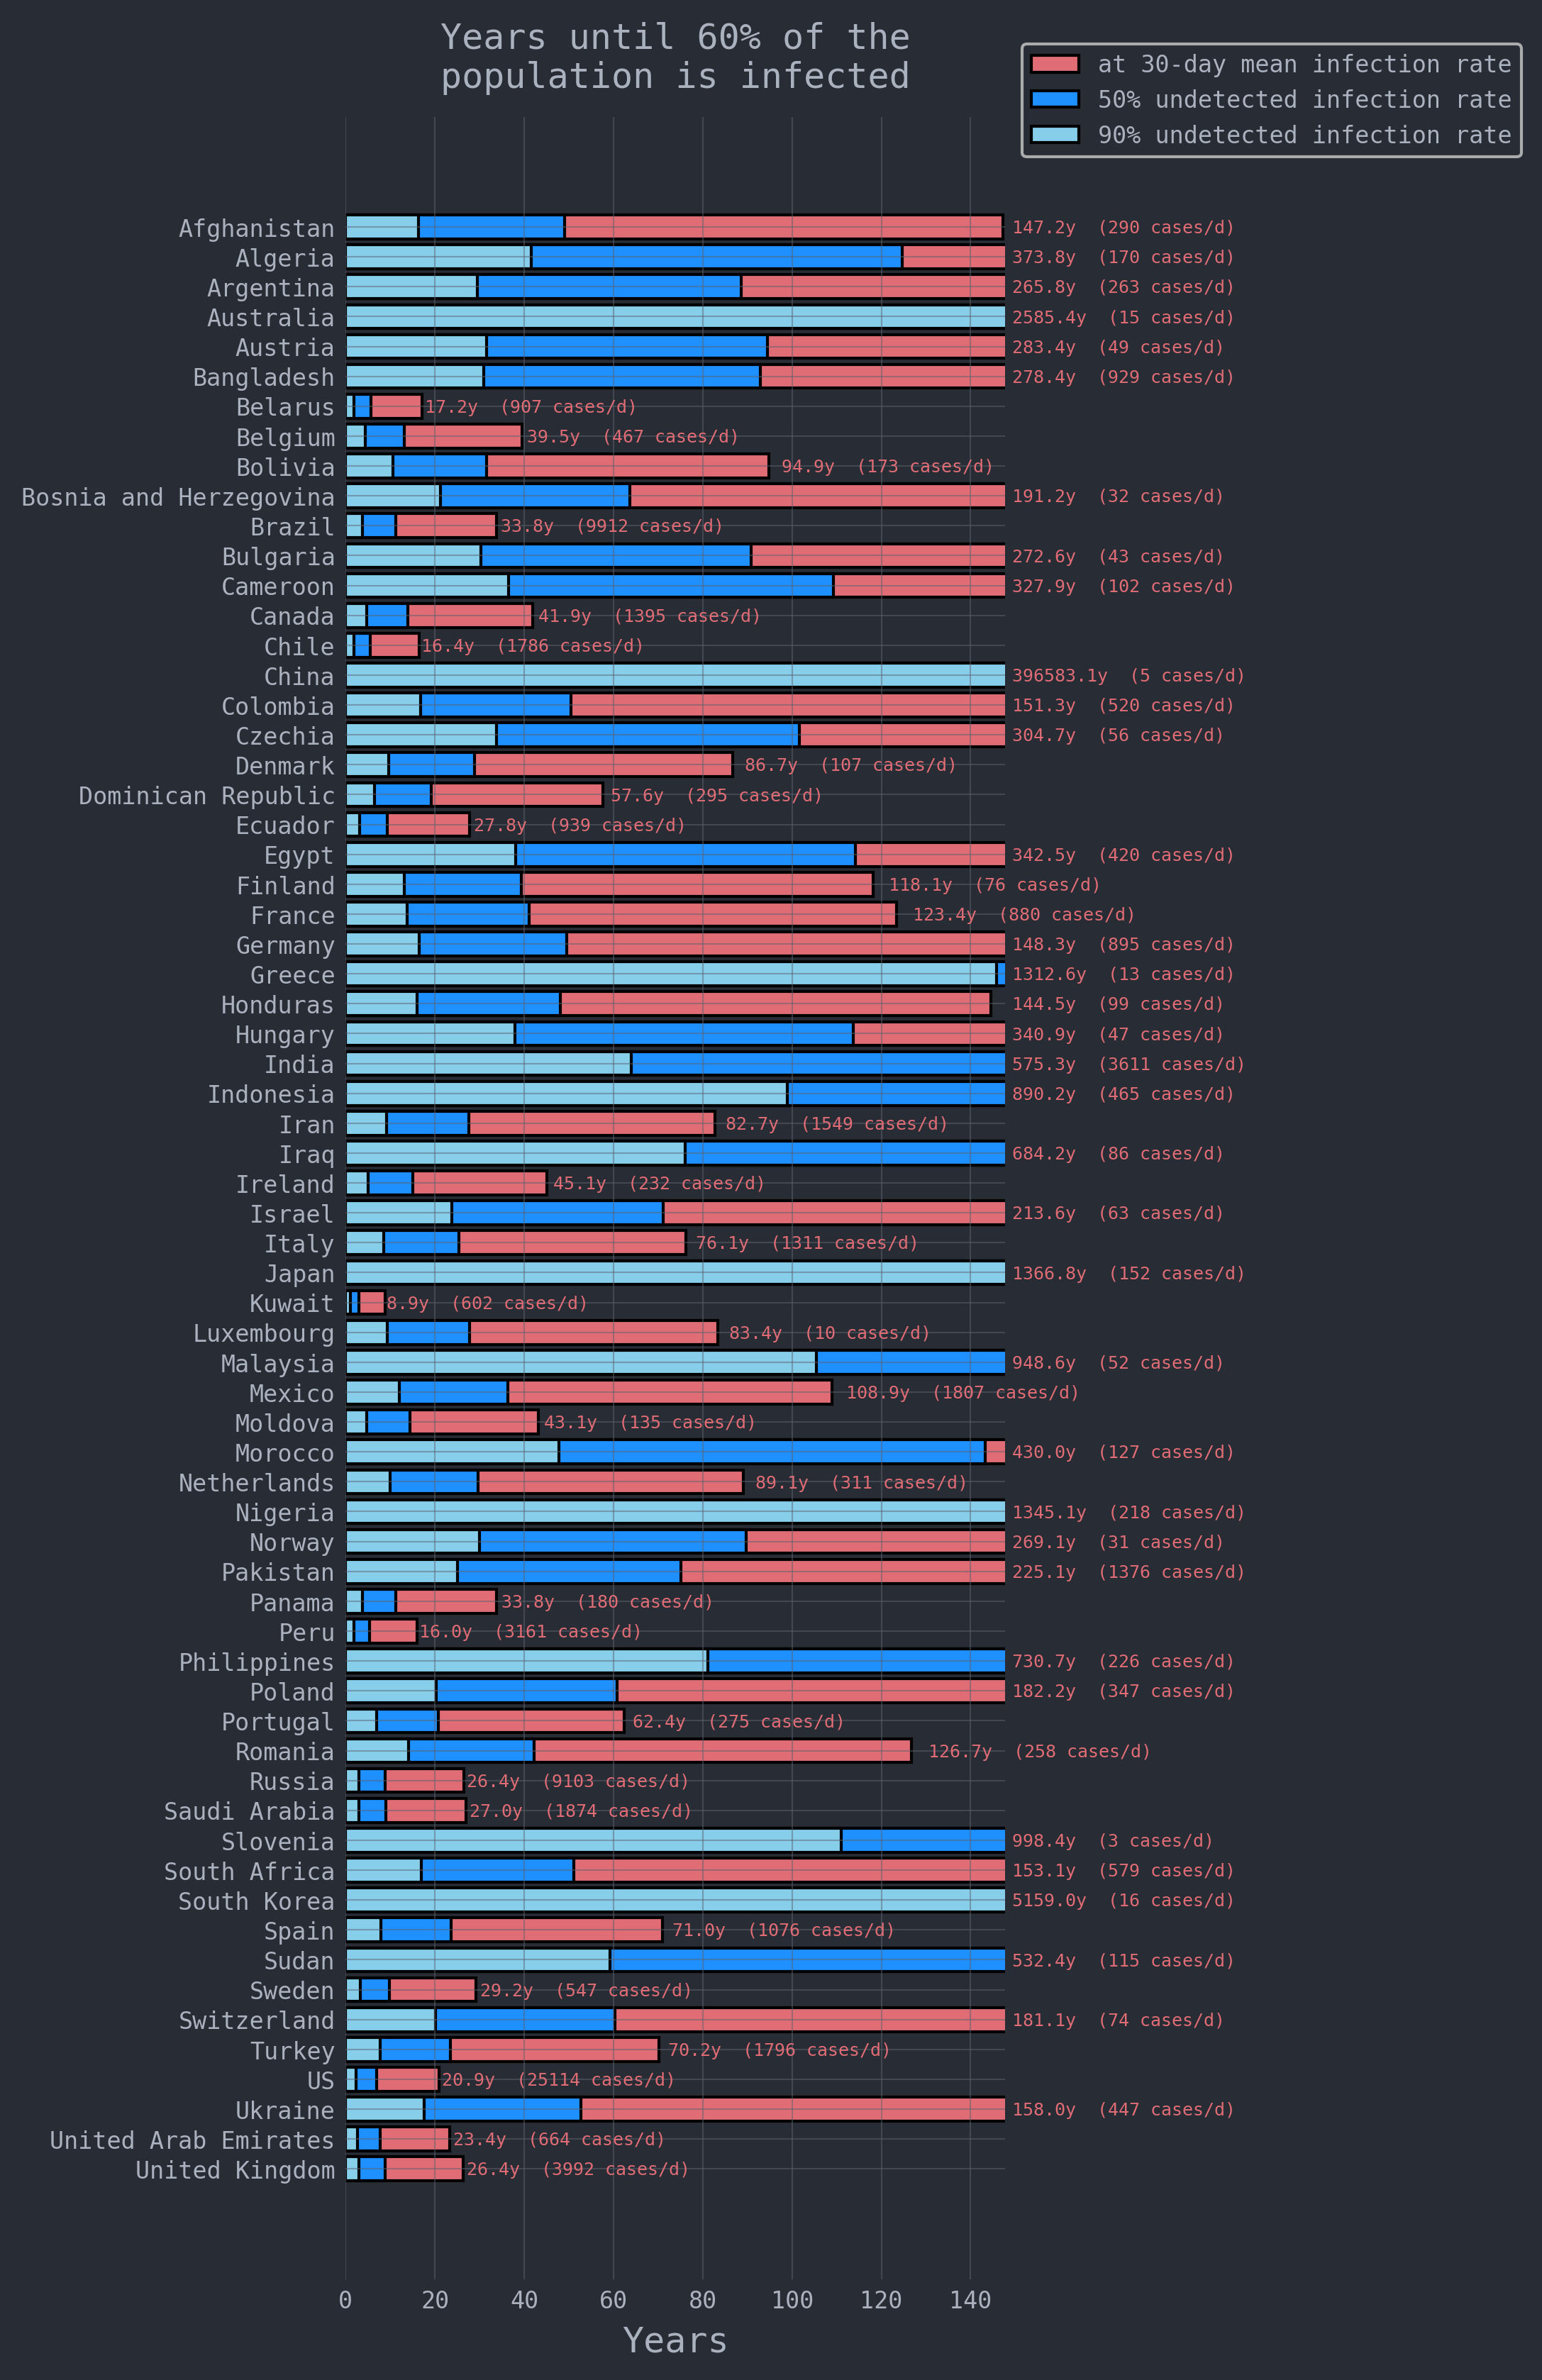 Years until 60% of the
population is infected
at 30-day mean infection rate
50% undetected infection rate
90% undetected infection rate
Afghanistan 147.2y (290 cases/d)
Algeria 373.8y (170 cases/d)
Argentina 265.8y (263 cases/d)
Australia 2585.4y (15 cases/d)
Austria 283.4y (49 cases/d)
Bangladesh 278.4y (929 cases/d)
Belarus 17.2y (907 cases/d)
Belgium 39.5y (467 cases/d)
Bolivia 94.9y (173 cases/d)
Bosnia and Herzegovina 191.2y (32 cases/d)
Brazil 33.8y (9912 cases/d)
Bulgaria 272.6y (43 cases/d)
Cameroon 327.9y (102 cases/d)
Canada 41.9y (1395 cases/d)
Chile 16.4y (1786 cases/d)
China 396583.1y (5 cases/d)
Colombia 151.3y (520 cases/d)
Czechia 304.7y (56 cases/d)
Denmark 86.7y (107 cases/d)
Dominican Republic 57.6y (295 cases/d)
Ecuador 27.8y (939 cases/d)
Egypt 342.5y (420 cases/d)
Finland 118.1y (76 cases/d)
France 123.4y (880 cases/d)
Germany 148.3y (895 cases/d)
Greece 1312.6y (13 cases/d)
Honduras 144.5y (99 cases/d)
Hungary 340.9y (47 cases/d)
India 575.3y (3611 cases/d)
Indonesia 890.2y (465 cases/d)
Iran 82.7y (1549 cases/d)
Iraq 684.2y (86 cases/d)
Ireland 45.1y (232 cases/d)
Israel 213.6y (63 cases/d)
Italy 76.1y (1311 cases/d)
Japan 1366.8y (152 cases/d)
Kuwait 8.9y (602 cases/d)
Luxembourg 83.4y (10 cases/d)
Malaysia 948.6y (52 cases/d)
Mexico 108.9y (1807 cases/d)
Moldova 43.1y (135 cases/d)
Morocco 430.0y (127 cases/d)
Netherlands 89.1y (311 cases/d)
Nigeria 1345.1y (218 cases/d)
Norway 269.1y (31 cases/d)
Pakistan 225.1y (1376 cases/d)
Panama 33.8y (180 cases/d)
Peru 16.0y (3161 cases/d)
Philippines 730.7y (226 cases/d)
Poland 182.2y (347 cases/d)
Portugal 62.4y (275 cases/d)
Romania 126.7y (258 cases/d)
Russia 26.4y (9103 cases/d)
Saudi Arabia 27.0y (1874 cases/d)
Slovenia 998.4y (3 cases/d)
South Africa 153.1y (579 cases/d)
South Korea 5159.0y (16 cases/d)
Spain 71.0y (1076 cases/d)
Sudan 532.4y (115 cases/d)
Sweden 29.2y (547 cases/d)
Switzerland 181.1y (74 cases/d)
Turkey 70.2y (1796 cases/d)
US 20.9y (25114 cases/d)
Ukraine 158.0y (447 cases/d)
United Arab Emirates 23.4y (664 cases/d)
United Kingdom 26.4y (3992 cases/d)
0 20 40 60 80 100 120 140
Years